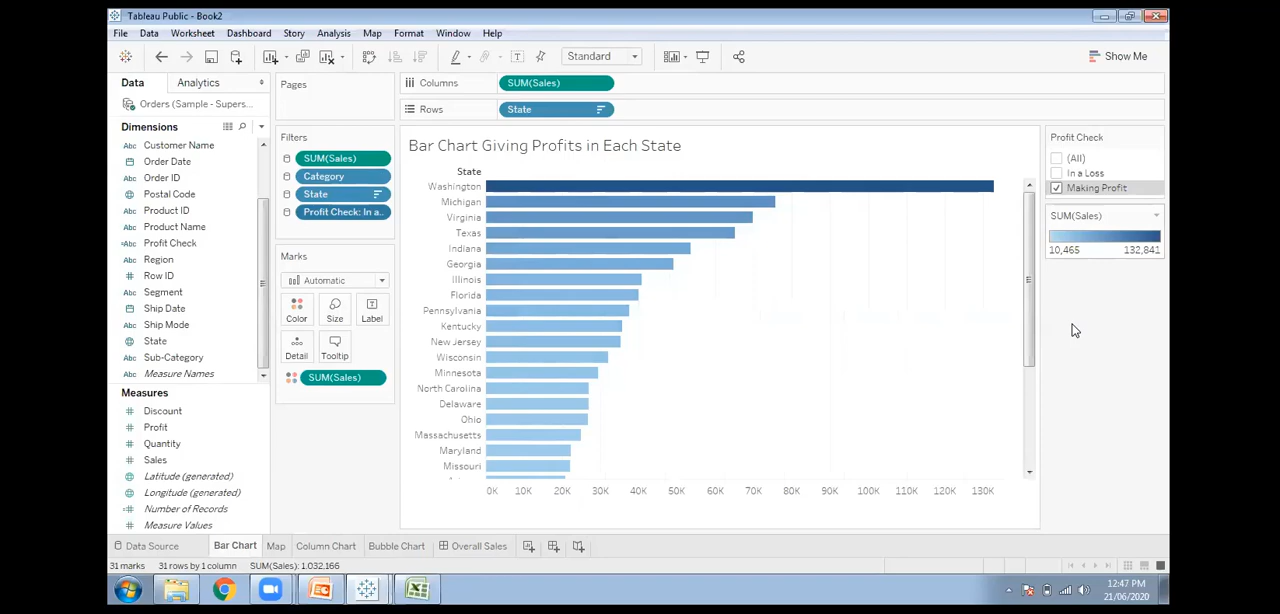 Tableau Public - Book2
File Data Worksheet Dashboard Story Analysis Map Format Window Help
Standard
Show Me
Data Analytics
Orders (Sample - Supers...
Dimensions
Customer Name
Order Date
Order ID
Postal Code
Product ID
Product Name
Profit Check
Region
Row ID
Segment
Ship Date
Ship Mode
State
Sub-Category
Measure Names
Measures
Discount
Profit
Quantity
Sales
Latitude (generated)
Longitude (generated)
Number of Records
Measure Values
Pages
Filters
SUM(Sales)
Category
State
Profit Check: In a..
Marks
Automatic
Color Size Label
Detail Tooltip
SUM(Sales)
Columns SUM(Sales)
Rows State
Bar Chart Giving Profits in Each State
State
Washington
Michigan
Virginia
Texas
Indiana
Georgia
Illinois
Florida
Pennsylvania
Kentucky
New Jersey
Wisconsin
Minnesota
North Carolina
Delaware
Ohio
Massachusetts
Maryland
Missouri
0K 10K 20K 30K 40K 50K 60K 70K 80K 90K 100K 110K 120K 130K
Profit Check
(All)
In a Loss
Making Profit
SUM(Sales)
10,465 132,841
Data Source Bar Chart Map Column Chart Bubble Chart Overall Sales
31 marks 31 rows by 1 column SUM(Sales): 1.032.166
12:47 PM
21/06/2020